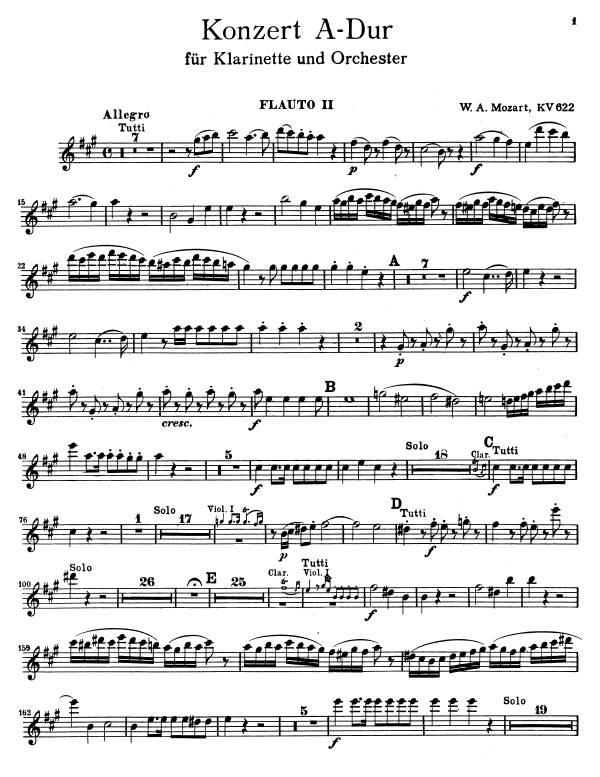 Konzert A-Dur
1
für Klarinette und Orchester
FLAUTO II
W. A. Mozart, KV 622
Allegro
Tutti
7
f
p
f
15
22
A
7
f
34
2
p
41
cresc.
f
B
48
5
f
Solo
18
Clar.
C
Tutti
76
1
Solo
17
Viol. I
p
f
D
Tutti
100
Solo
26
E
25
Clar.
Tutti
Viol. I
f
159
162
Solo
19